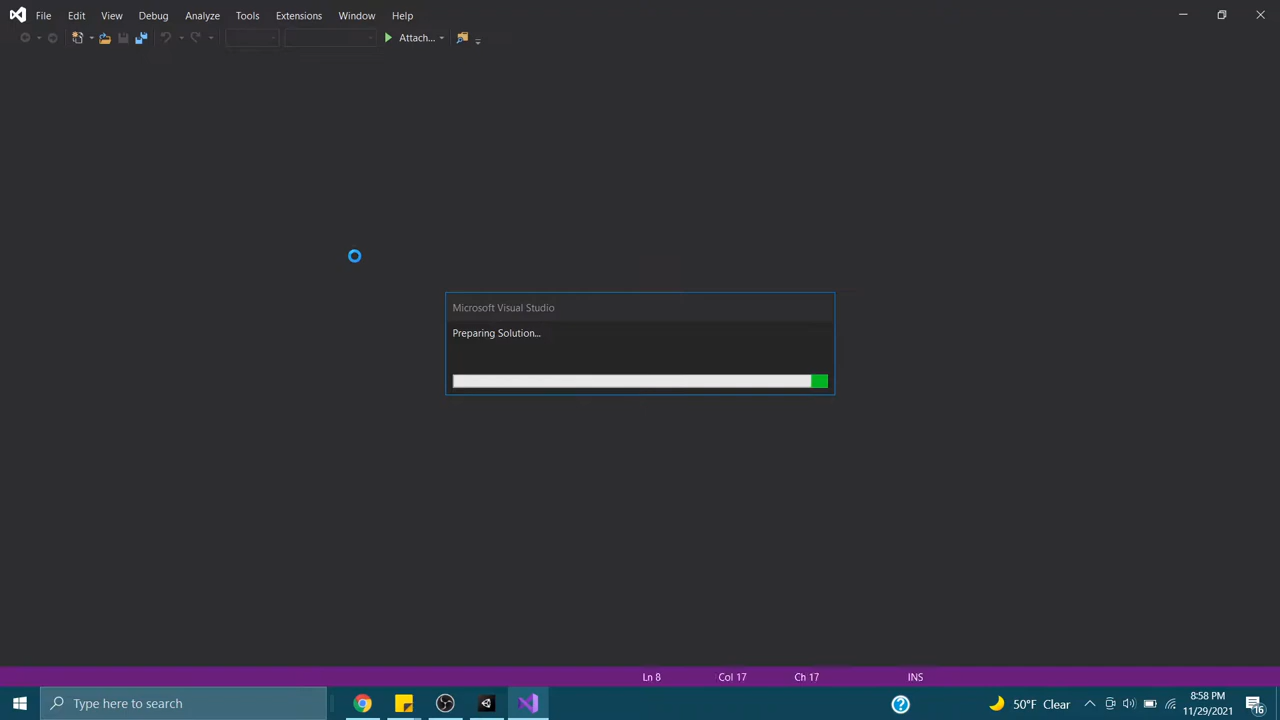 File Edit View Debug Analyze Tools Extensions Window Help
Attach...
Microsoft Visual Studio
Preparing Solution...
Ln 8 Col 17 Ch 17 INS
Type here to search
50°F Clear
8:58 PM
11/29/2021
16